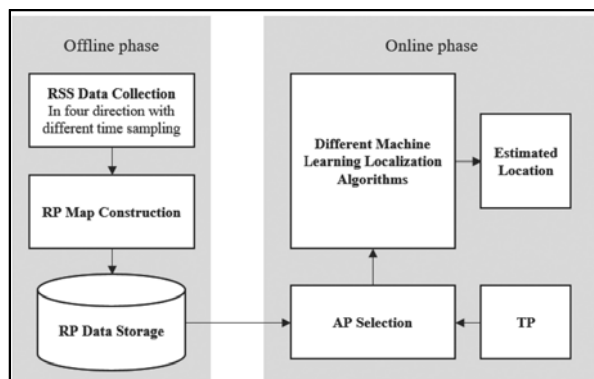 Offline phase
RSS Data Collection
In four direction with
different time sampling
RP Map Construction
RP Data Storage
Online phase
Different Machine
Learning Localization
Algorithms
Estimated
Location
AP Selection
TP